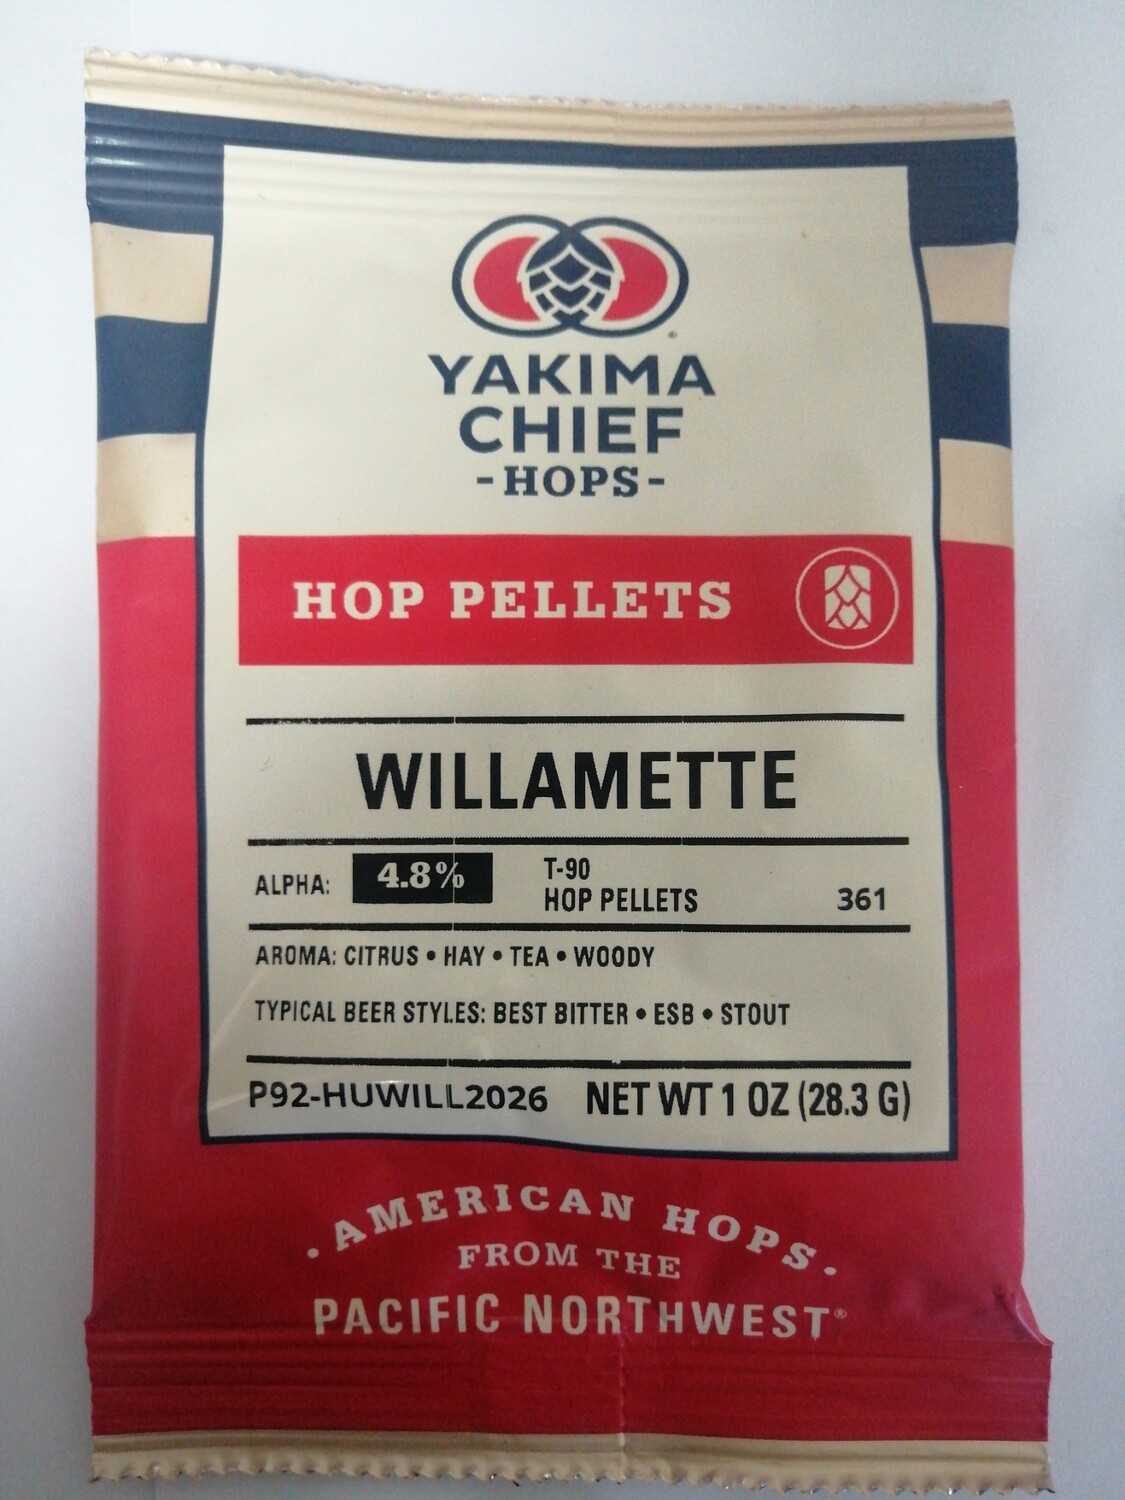 YAKIMA
CHIEF
-HOPS-
HOP PELLETS
WILLAMETTE
ALPHA: 4.8%
T-90
HOP PELLETS
361
AROMA: CITRUS • HAY • TEA • WOODY
TYPICAL BEER STYLES: BEST BITTER • ESB • STOUT
P92-HUWILL2026 NET WT 1 OZ (28.3 G)
• AMERICAN HOPS •
FROM THE
PACIFIC NORTHWEST®